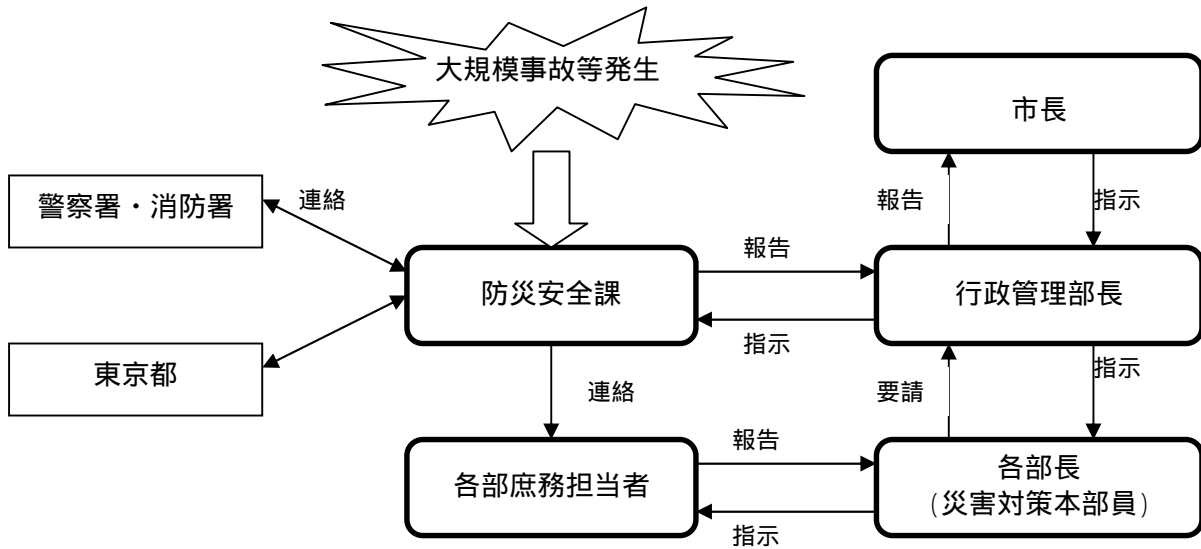 大規模事故等発生
市長
警察署・消防署
連絡
報告
指示
防災安全課
報告
行政管理部長
指示
東京都
連絡
要請
指示
各部庶務担当者
報告
各部長
(災害対策本部員)
指示